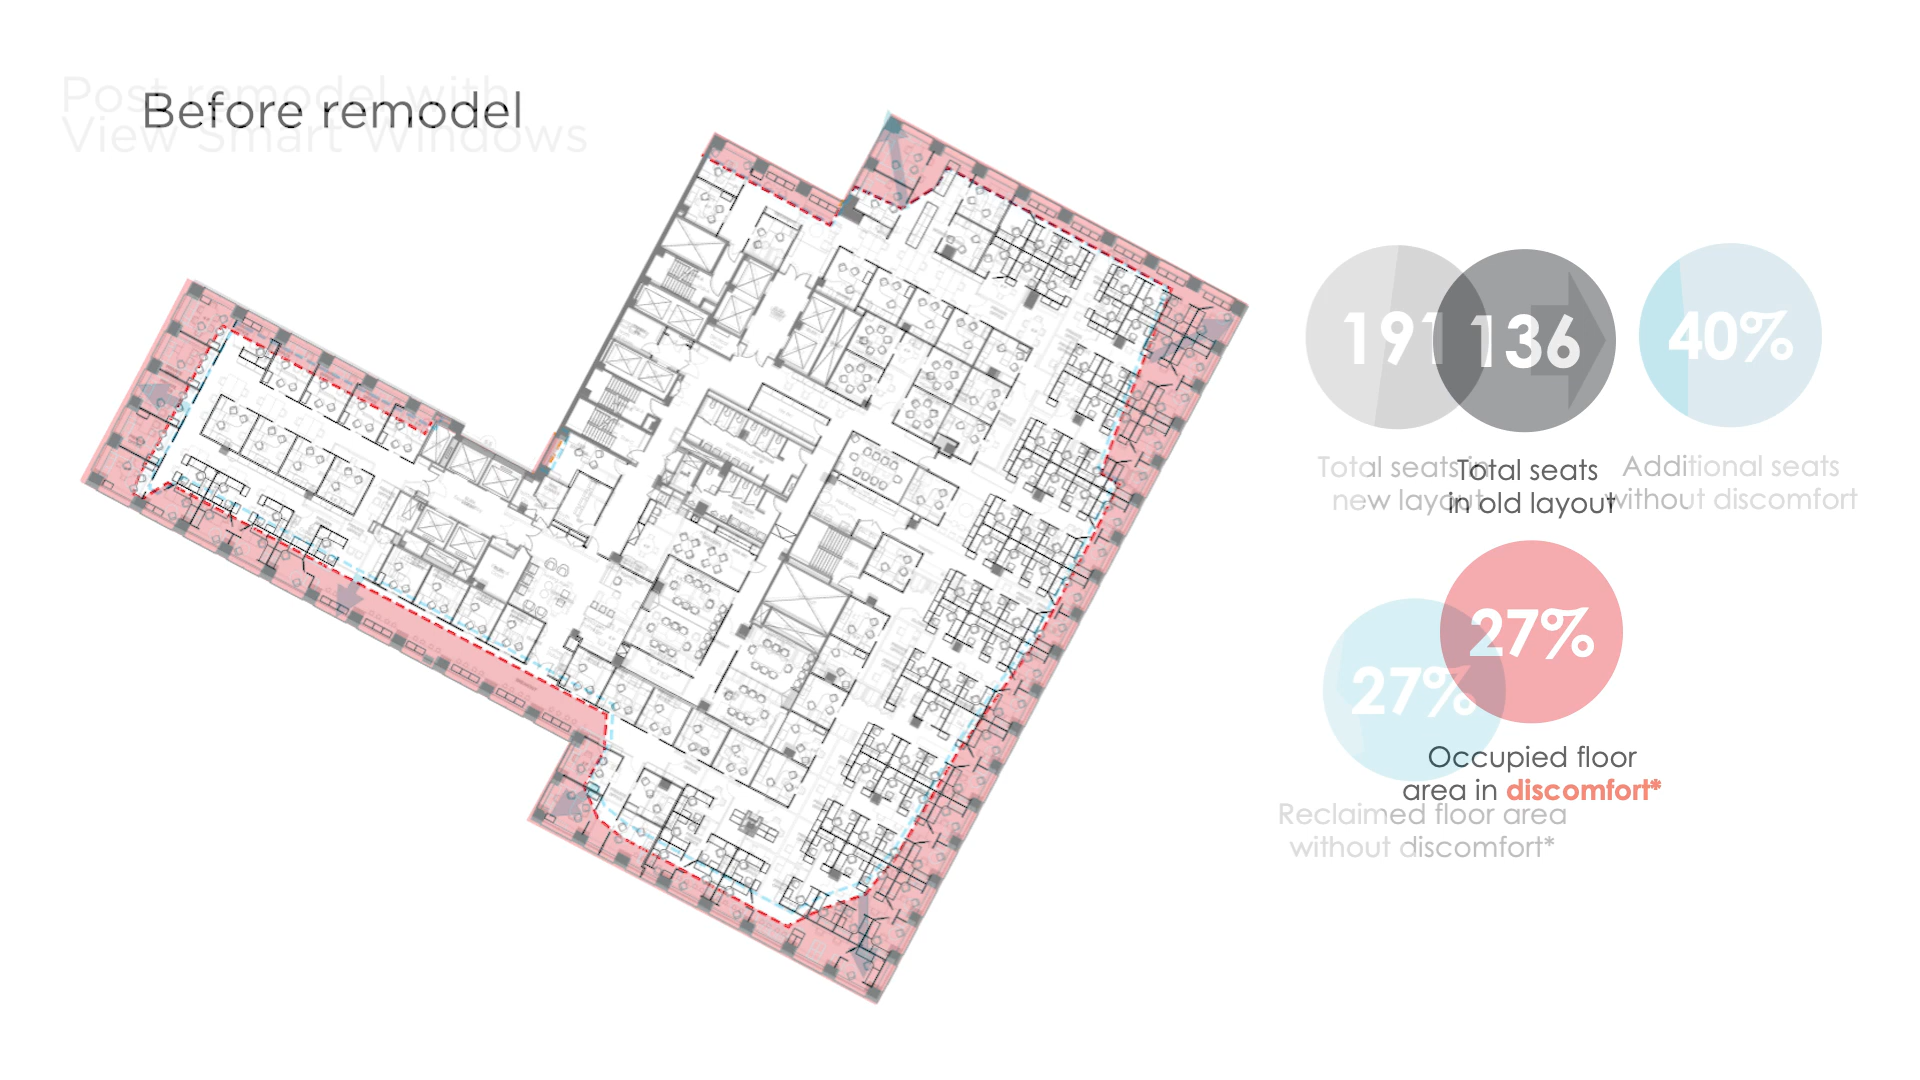 Post remodel with
View Smart Windows
Before remodel
191
136
40%
Total seats in
new layout
Total seats
in old layout
Additional seats
without discomfort
27%
27%
Occupied floor
area in discomfort*
Reclaimed floor area
without discomfort*